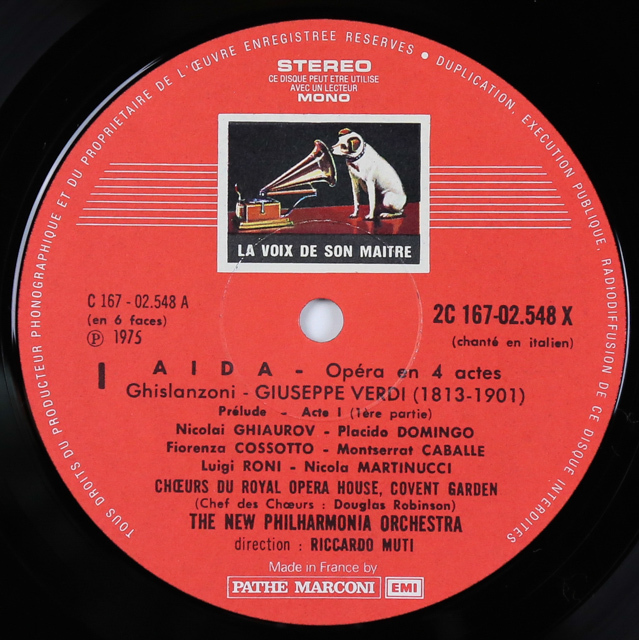 TOUS DROITS DU PRODUCTEUR PHONOGRAPHIQUE ET DU PROPRIETAIRE DE L'ŒUVRE ENREGISTREE RESERVES • DUPLICATION, EXECUTION PUBLIQUE, RADIODIFFUSION DE CE DISQUE INTERDITES
STEREO
CE DISQUE PEUT ETRE UTILISE
AVEC UN LECTEUR
MONO
LA VOIX DE SON MAITRE
C 167 - 02.548 A
(en 6 faces)
℗ 1975
2C 167-02.548 X
(chanté en italien)
I AIDA - Opéra en 4 actes
Ghislanzoni - GIUSEPPE VERDI (1813-1901)
Prélude - Acte I (1ère partie)
Nicolai GHIAUROV - Placido DOMINGO
Fiorenza COSSOTTO - Montserrat CABALLE
Luigi RONI - Nicola MARTINUCCI
CHŒURS DU ROYAL OPERA HOUSE, COVENT GARDEN
(Chef des Chœurs : Douglas Robinson)
THE NEW PHILHARMONIA ORCHESTRA
direction : RICCARDO MUTI
Made in France by
PATHE MARCONI EMI